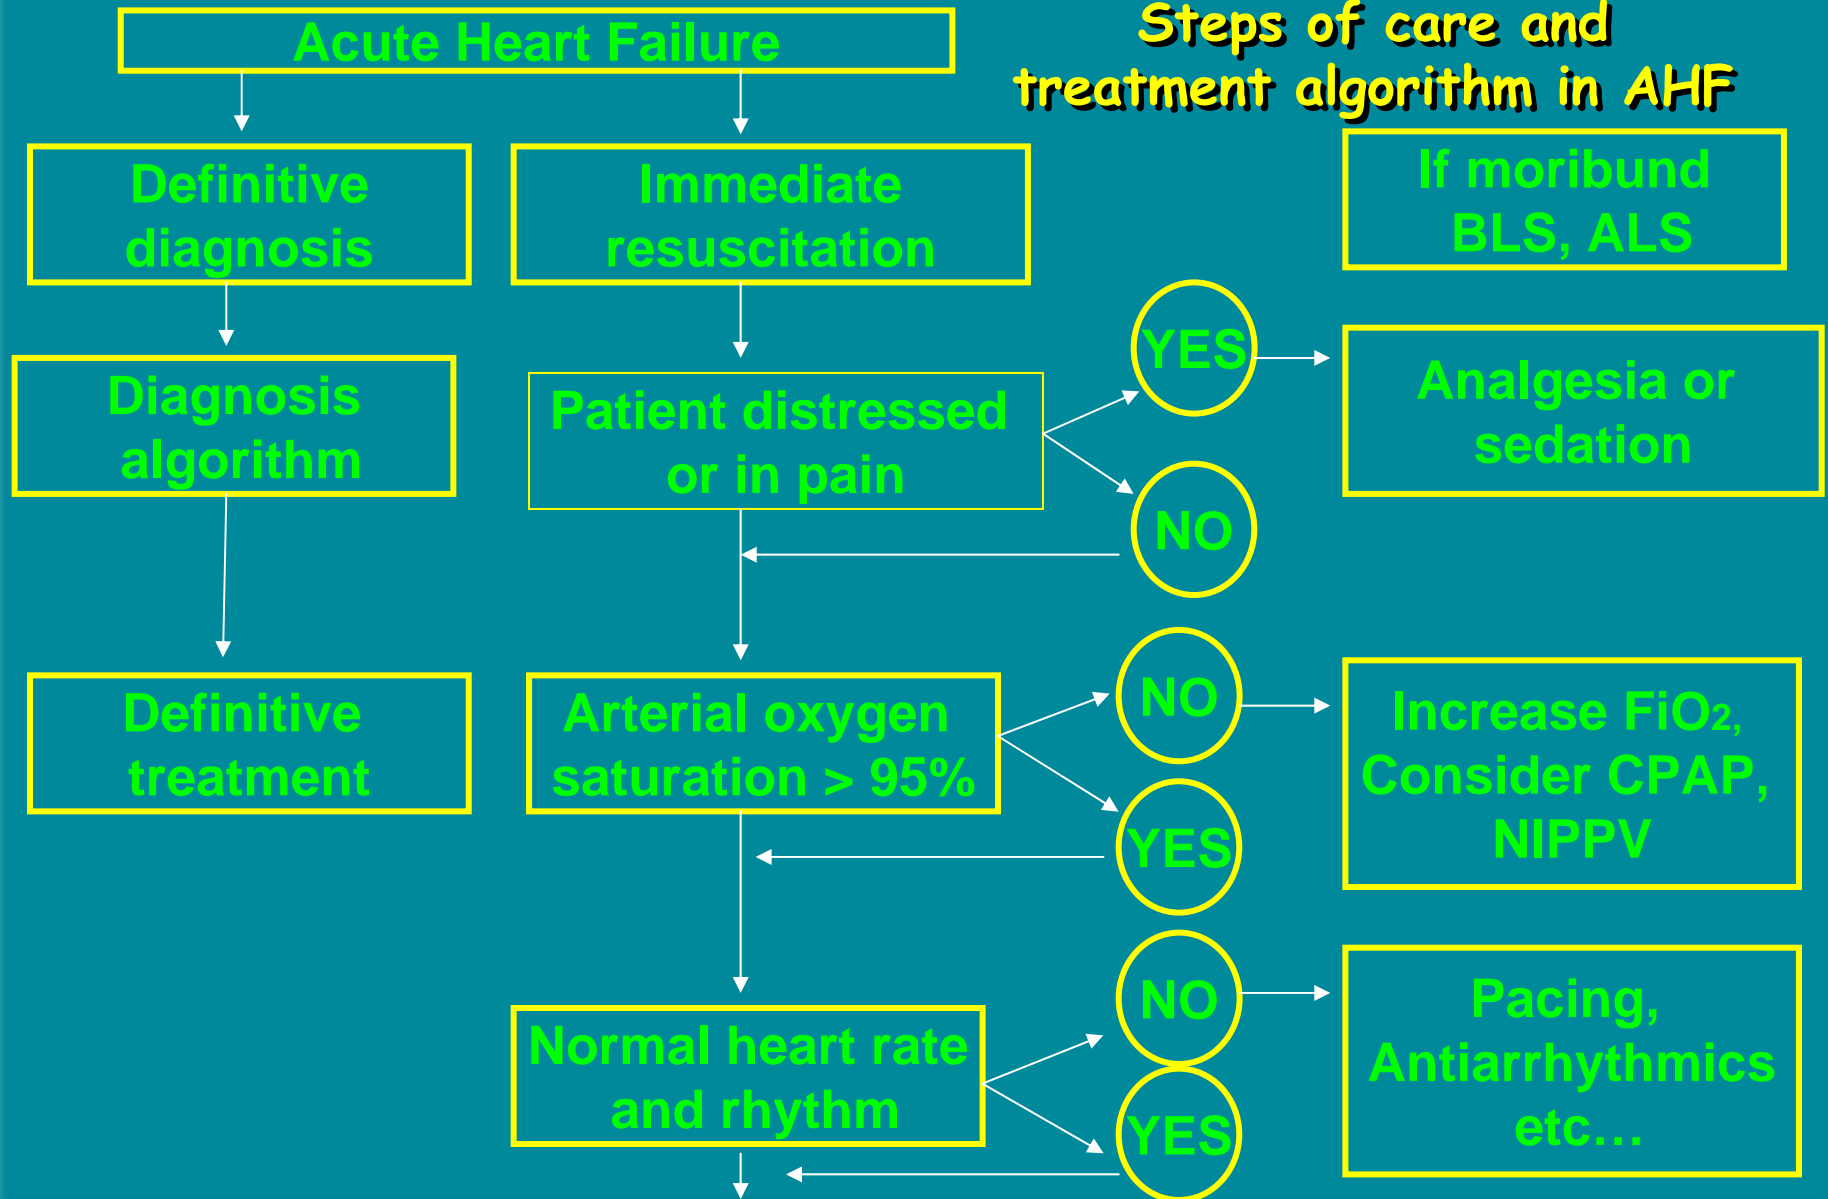 Steps of care and
treatment algorithm in AHF
Acute Heart Failure
Definitive
diagnosis
Immediate
resuscitation
If moribund
BLS, ALS
Diagnosis
algorithm
Patient distressed
or in pain
YES
Analgesia or
sedation
NO
Definitive
treatment
Arterial oxygen
saturation > 95%
NO
Increase FiO2,
Consider CPAP,
NIPPV
YES
Normal heart rate
and rhythm
NO
Pacing,
Antiarrhythmics
etc…
YES